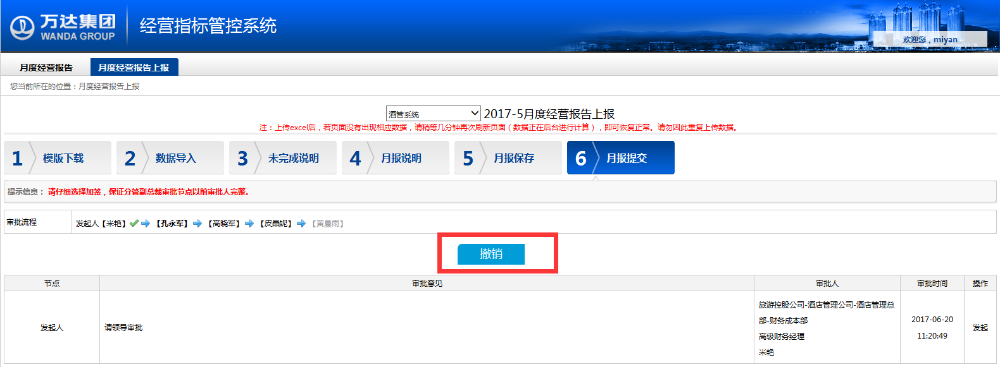 万达集团
WANDA GROUP
经营指标管控系统
欢迎您，miyan
月度经营报告
月度经营报告上报
您当前所在的位置：月度经营报告上报
酒管系统
2017-5月度经营报告上报
注：上传excel后，若页面没有出现相应数据，请稍等几分钟再次刷新页面（数据正在后台进行计算），即可恢复正常。请勿因此重复上传数据。
1 模版下载
2 数据导入
3 未完成说明
4 月报说明
5 月报保存
6 月报提交
提示信息： 请仔细选择加签，保证分管副总裁审批节点以前审批人完整。
审批流程
发起人【米艳】 【孔永军】 【高晓军】 【皮晶妮】 【黄晨雨】
撤销
节点 审批意见 审批人 审批时间 操作
发起人
请领导审批
旅游控股公司-酒店管理公司-酒店管理总
部-财务成本部
高级财务经理
米艳
2017-06-20
11:20:49
发起